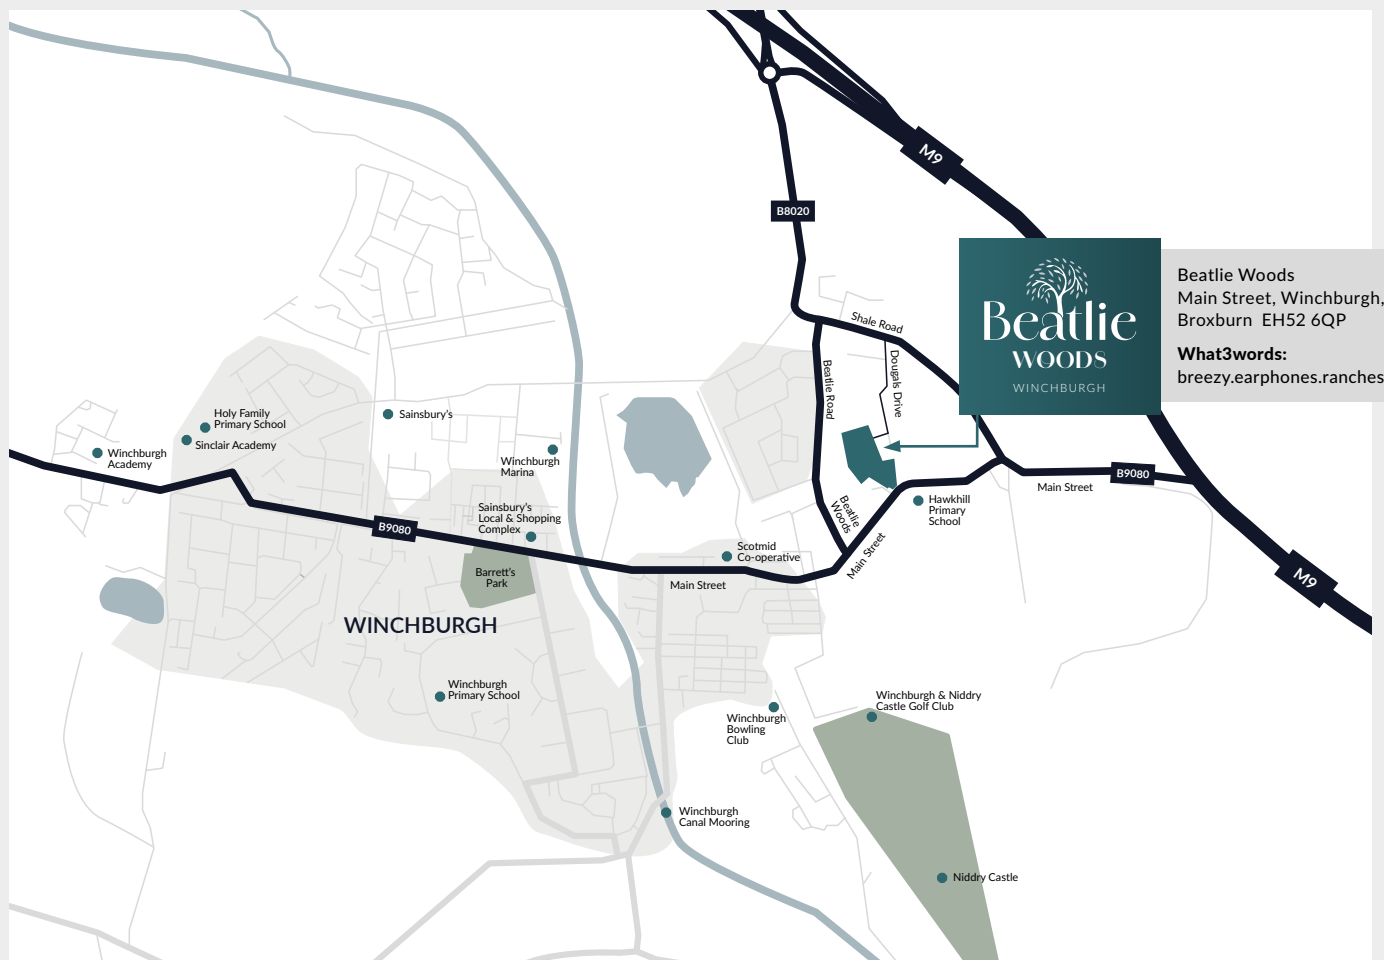 M9
B8020
Beatlie
WOODS
WINCHBURGH
Beatlie Woods
Main Street, Winchburgh,
Broxburn EH52 6QP
What3words:
breezy.earphones.ranches
Shale Road
Beatlie Road
Dougals Drive
Holy Family
Primary School
Sinclair Academy
Winchburgh
Academy
Sainsbury's
Winchburgh
Marina
B9080
Main Street
Hawkhill
Primary
School
Beatlie
Woods
Main Street
Sainsbury's
Local & Shopping
Complex
B9080
Scotmid
Co-operative
Main Street
Barrett's
Park
M9
WINCHBURGH
Winchburgh
Primary School
Winchburgh
Bowling
Club
Winchburgh & Niddry
Castle Golf Club
Winchburgh
Canal Mooring
Niddry Castle